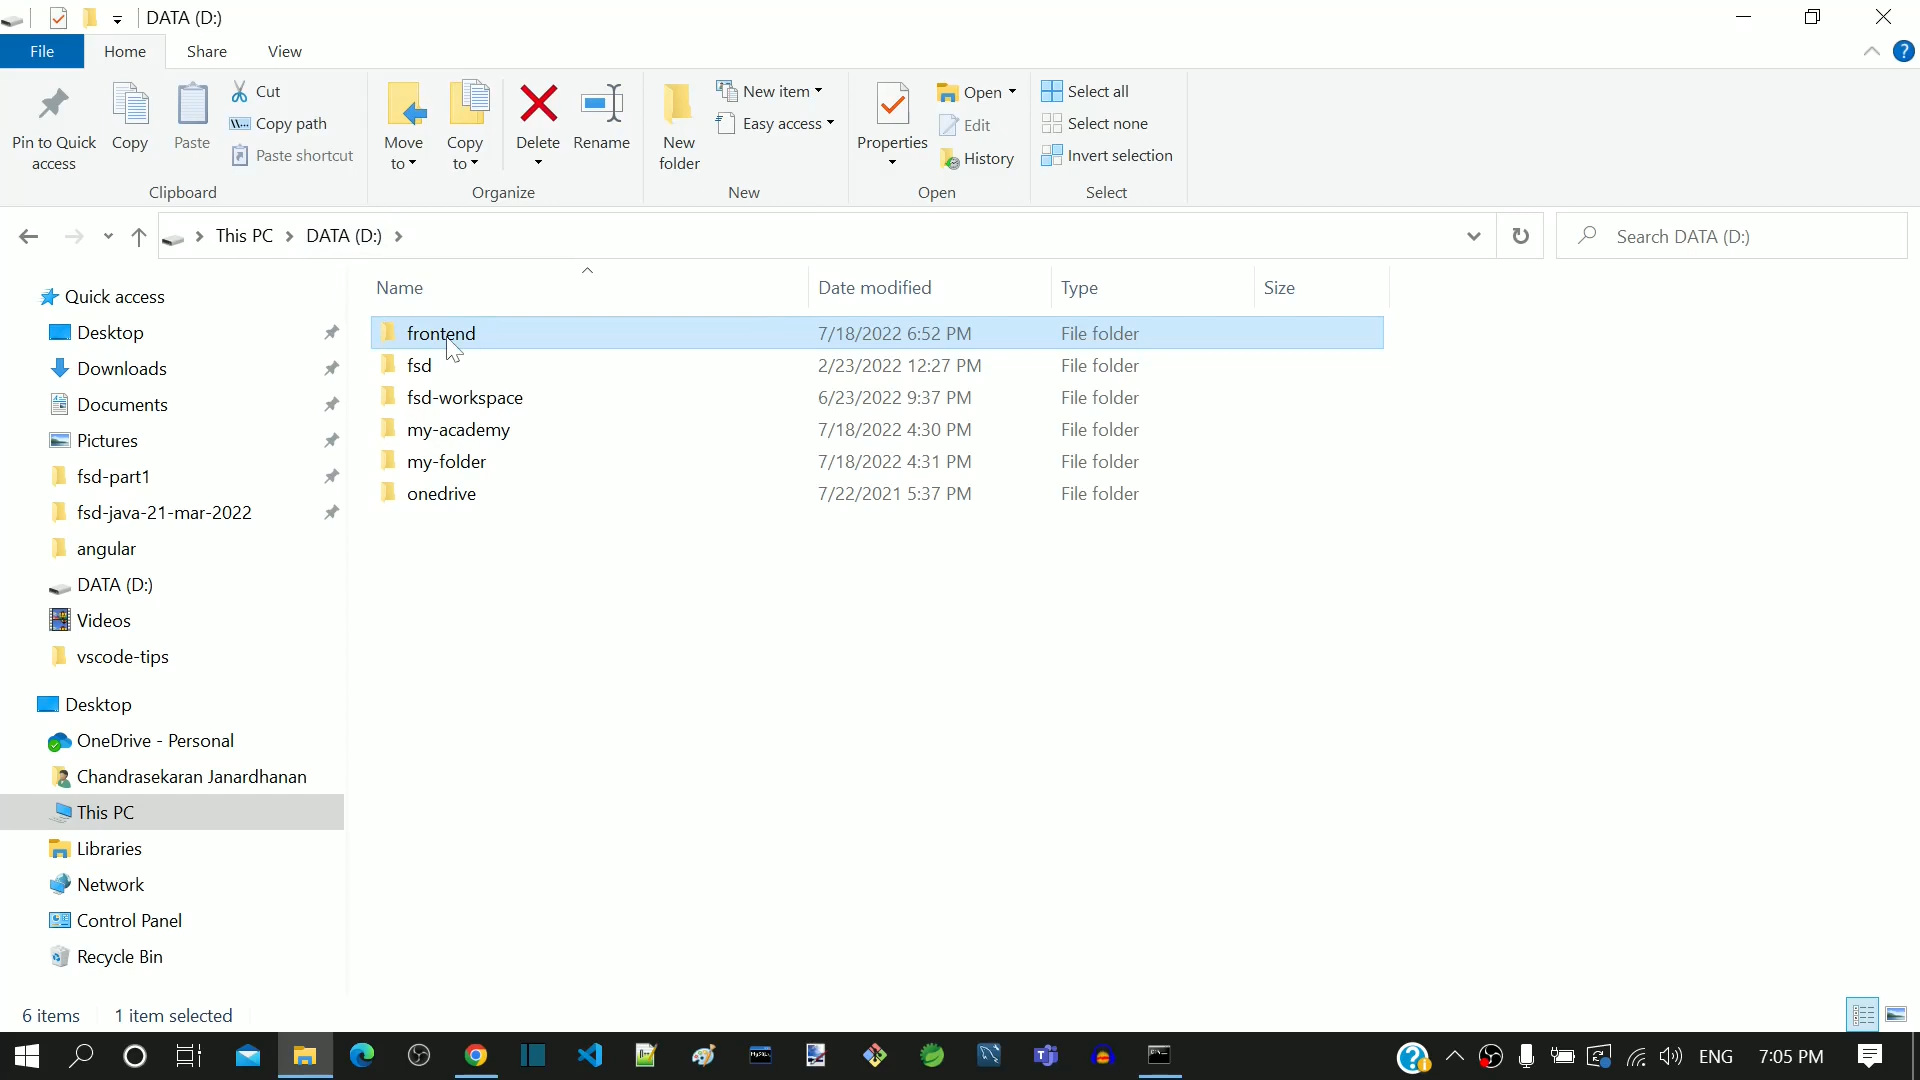 DATA (D:)
File Home Share View
Pin to Quick access
Copy
Paste
Cut
Copy path
Paste shortcut
Clipboard
Move to
Copy to
Delete
Rename
Organize
New folder
New item
Easy access
New
Properties
Open
Edit
History
Open
Select all
Select none
Invert selection
Select
This PC DATA (D:)
Search DATA (D:)
Quick access
Desktop
Downloads
Documents
Pictures
fsd-part1
fsd-java-21-mar-2022
angular
DATA (D:)
Videos
vscode-tips
Desktop
OneDrive - Personal
Chandrasekaran Janardhanan
This PC
Libraries
Network
Control Panel
Recycle Bin
Name Date modified Type Size
frontend 7/18/2022 6:52 PM File folder
fsd 2/23/2022 12:27 PM File folder
fsd-workspace 6/23/2022 9:37 PM File folder
my-academy 7/18/2022 4:30 PM File folder
my-folder 7/18/2022 4:31 PM File folder
onedrive 7/22/2021 5:37 PM File folder
6 items 1 item selected
ENG 7:05 PM